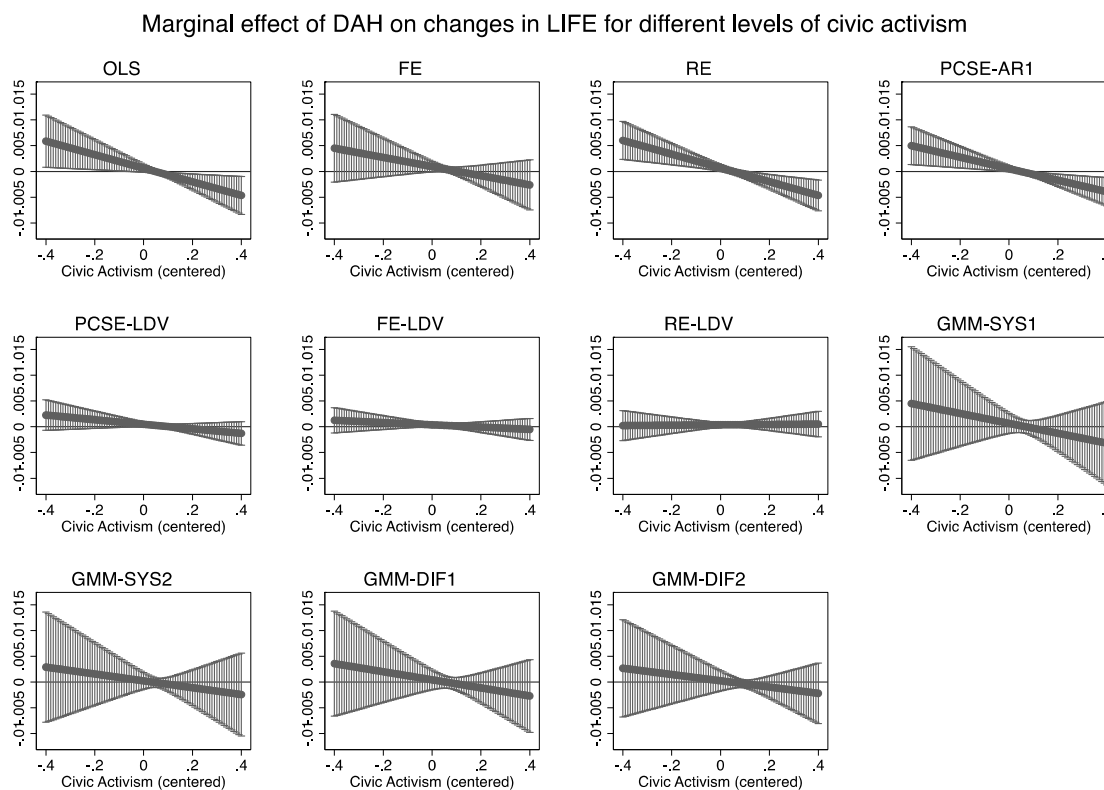 Marginal effect of DAH on changes in LIFE for different levels of civic activism
OLS
-.01-.005 0 .005.01.015
-.4 -.2 0 .2 .4
Civic Activism (centered)
FE
-.01-.005 0 .005.01.015
-.4 -.2 0 .2 .4
Civic Activism (centered)
RE
-.01-.005 0 .005.01.015
-.4 -.2 0 .2 .4
Civic Activism (centered)
PCSE-AR1
-.01-.005 0 .005.01.015
-.4 -.2 0 .2 .4
Civic Activism (centered)
PCSE-LDV
-.01-.005 0 .005.01.015
-.4 -.2 0 .2 .4
Civic Activism (centered)
FE-LDV
-.01-.005 0 .005.01.015
-.4 -.2 0 .2 .4
Civic Activism (centered)
RE-LDV
-.01-.005 0 .005.01.015
-.4 -.2 0 .2 .4
Civic Activism (centered)
GMM-SYS1
-.01-.005 0 .005.01.015
-.4 -.2 0 .2 .4
Civic Activism (centered)
GMM-SYS2
-.01-.005 0 .005.01.015
-.4 -.2 0 .2 .4
Civic Activism (centered)
GMM-DIF1
-.01-.005 0 .005.01.015
-.4 -.2 0 .2 .4
Civic Activism (centered)
GMM-DIF2
-.01-.005 0 .005.01.015
-.4 -.2 0 .2 .4
Civic Activism (centered)